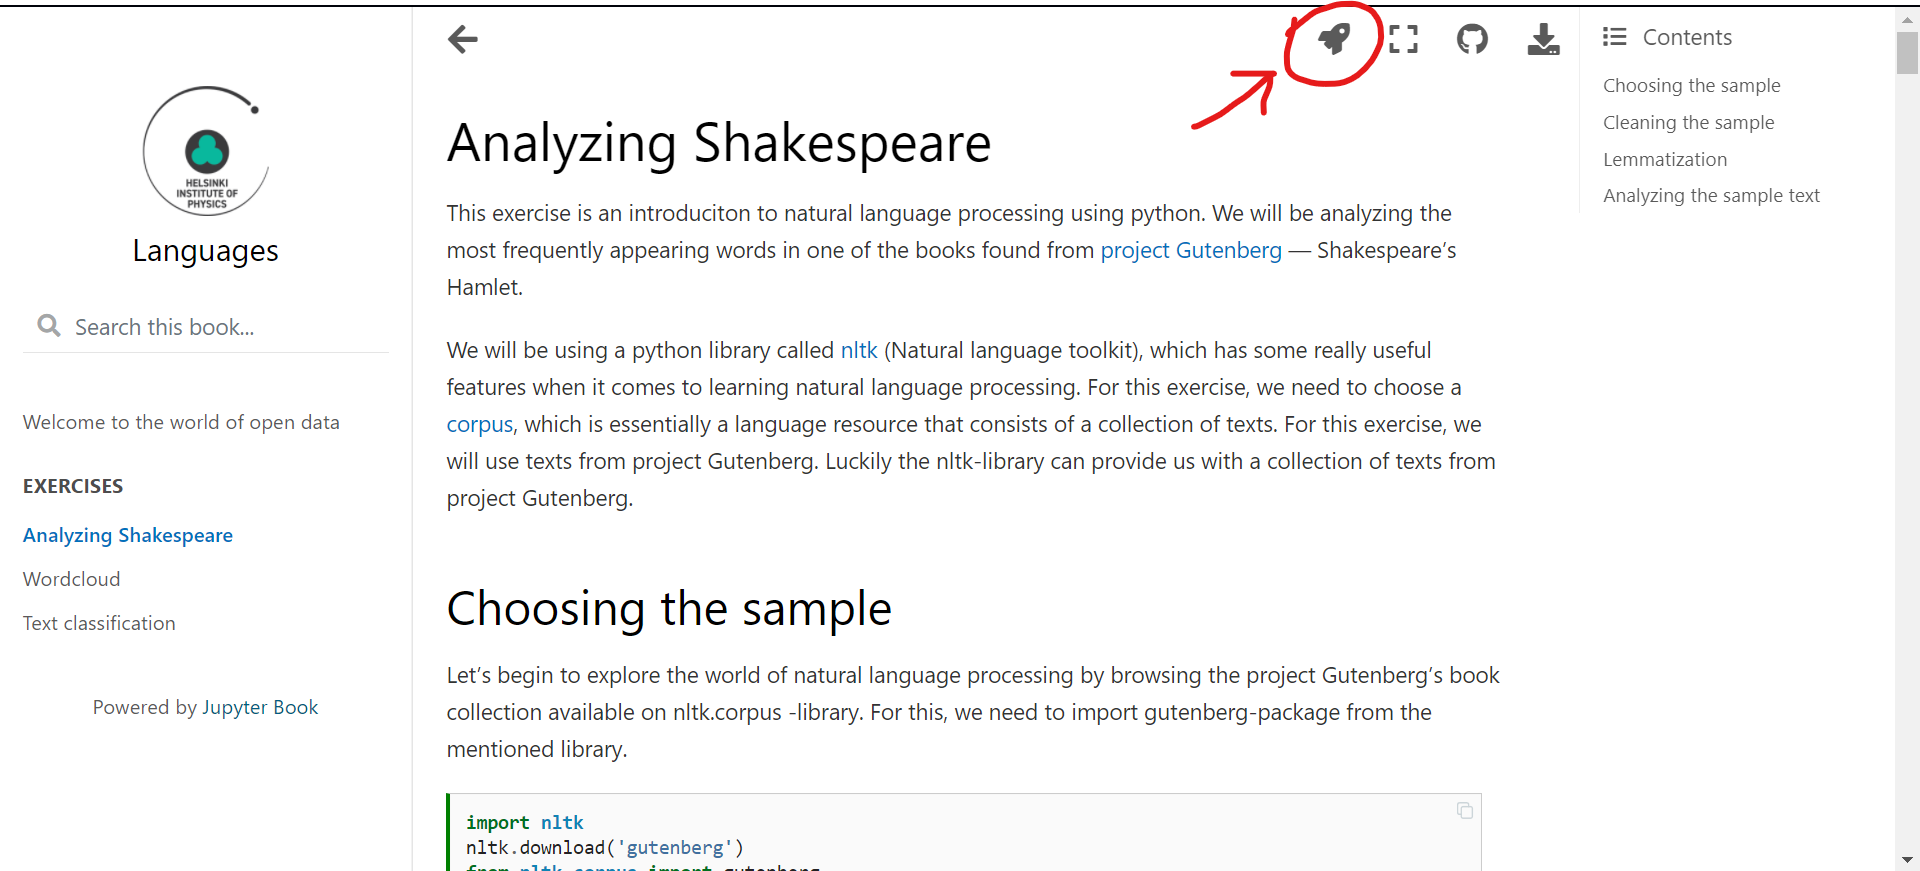 HELSINKI
INSTITUTE OF
PHYSICS
Languages
Search this book...
Welcome to the world of open data
EXERCISES
Analyzing Shakespeare
Wordcloud
Text classification
Powered by Jupyter Book
Analyzing Shakespeare
This exercise is an introduciton to natural language processing using python. We will be analyzing the
most frequently appearing words in one of the books found from project Gutenberg — Shakespeare’s
Hamlet.
We will be using a python library called nltk (Natural language toolkit), which has some really useful
features when it comes to learning natural language processing. For this exercise, we need to choose a
corpus, which is essentially a language resource that consists of a collection of texts. For this exercise, we
will use texts from project Gutenberg. Luckily the nltk-library can provide us with a collection of texts from
project Gutenberg.
Choosing the sample
Let’s begin to explore the world of natural language processing by browsing the project Gutenberg’s book
collection available on nltk.corpus -library. For this, we need to import gutenberg-package from the
mentioned library.
import nltk
nltk.download('gutenberg')
from nltk.corpus import gutenberg
Contents
Choosing the sample
Cleaning the sample
Lemmatization
Analyzing the sample text